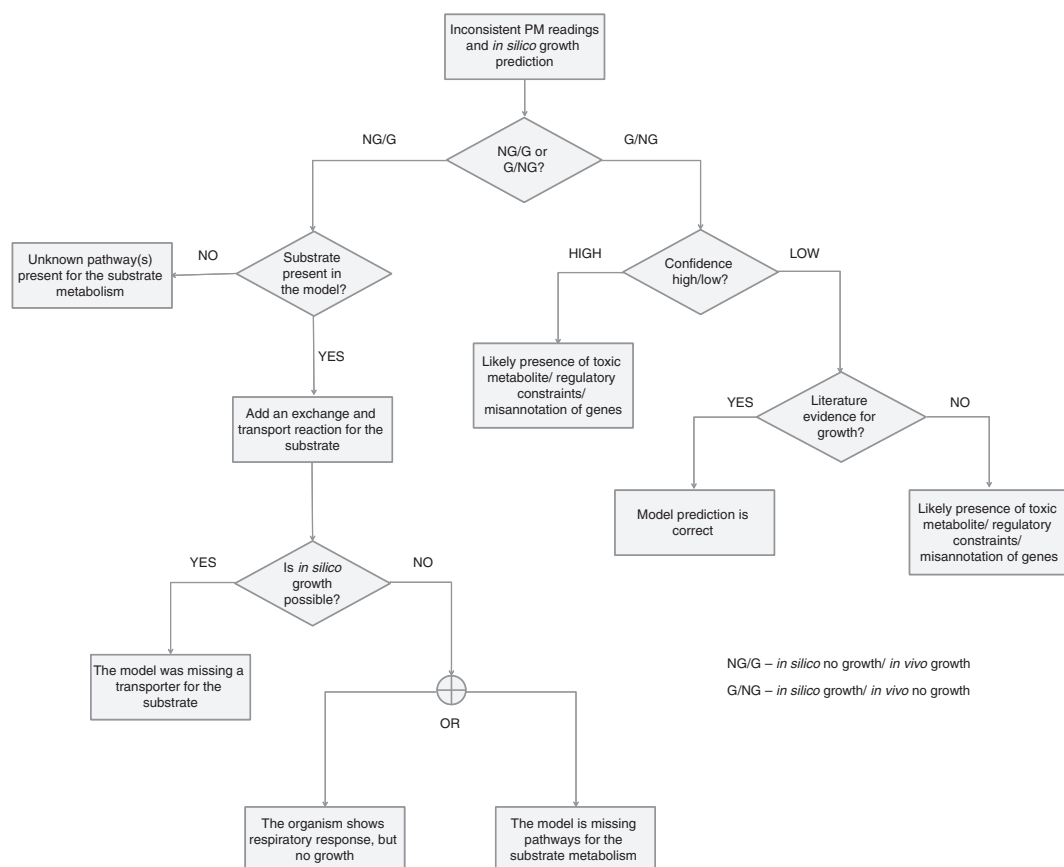 Inconsistent PM readings
and in silico growth
prediction
NG/G
NG/G or
G/NG?
G/NG
Unknown pathway(s)
present for the substrate
metabolism
NO
Substrate
present in
the model?
HIGH
Confidence
high/low?
LOW
YES
Likely presence of toxic
metabolite/ regulatory
constraints/
misannotation of genes
YES
Literature
evidence for
growth?
NO
Add an exchange and
transport reaction for the
substrate
Model prediction is
correct
Likely presence of toxic
metabolite/ regulatory
constraints/
misannotation of genes
YES
Is in silico
growth
possible?
NO
The model was missing a
transporter for the
substrate
NG/G – in silico no growth/ in vivo growth
G/NG – in silico growth/ in vivo no growth
OR
The organism shows
respiratory response, but
no growth
The model is missing
pathways for the
substrate metabolism